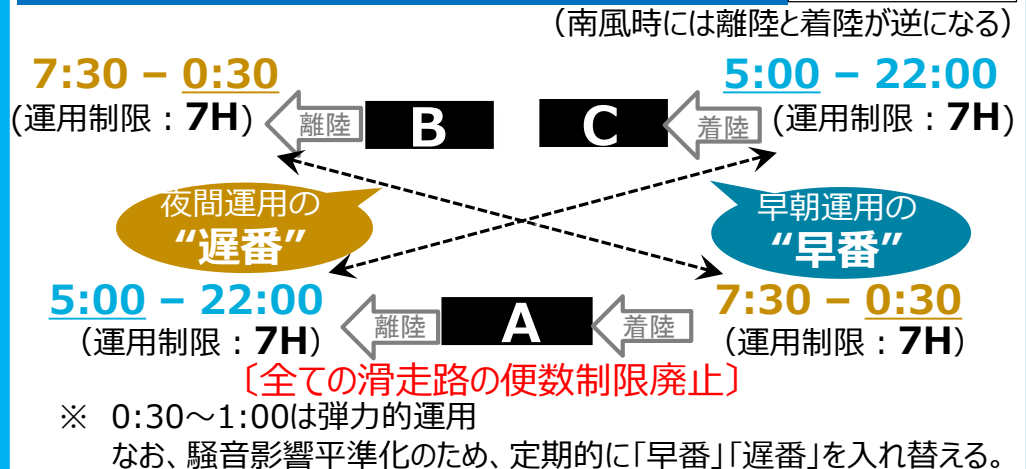 （南風時には離陸と着陸が逆になる）
7:30 – 0:30
(運用制限：7H)
離陸
B
C
着陸
5:00 – 22:00
(運用制限：7H)
夜間運用の
“遅番”
早朝運用の
“早番”
5:00 – 22:00
(運用制限：7H)
離陸
A
着陸
7:30 – 0:30
(運用制限：7H)
〔全ての滑走路の便数制限廃止〕
※ 0:30～1:00は弾力的運用
なお、騒音影響平準化のため、定期的に「早番」「遅番」を入れ替える。